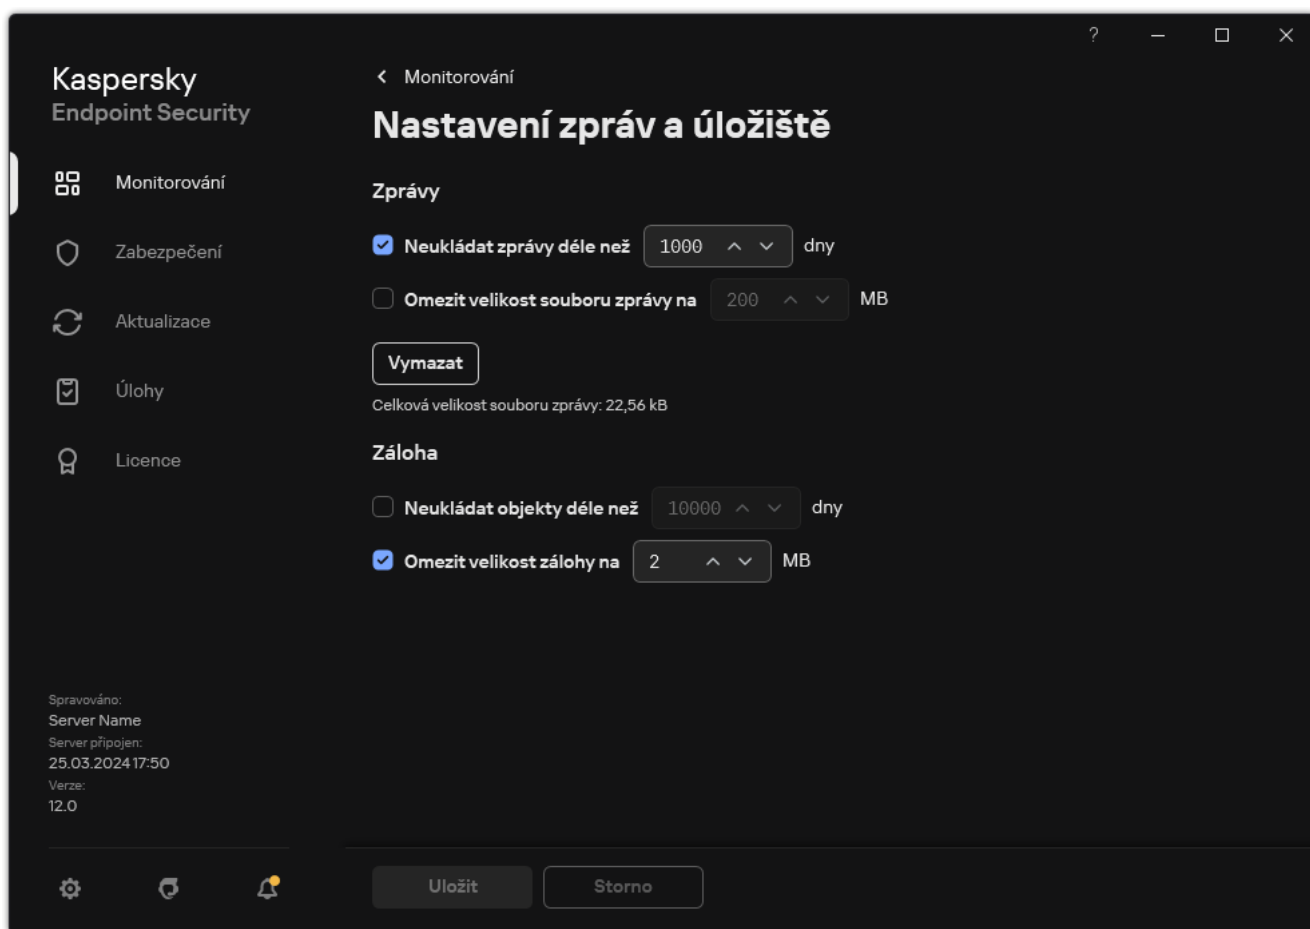 ?
Kaspersky
Endpoint Security
Monitorování
Zabezpečení
Aktualizace
Úlohy
Licence
Spravováno:
Server Name
Server připojen:
25.03.2024 17:50
Verze:
12.0
Monitorování
Nastavení zpráv a úložiště
Zprávy
Neukládat zprávy déle než 1000 dny
Omezit velikost souboru zprávy na 200 MB
Vymazat
Celková velikost souboru zprávy: 22,56 kB
Záloha
Neukládat objekty déle než 10000 dny
Omezit velikost zálohy na 2 MB
Uložit Storno